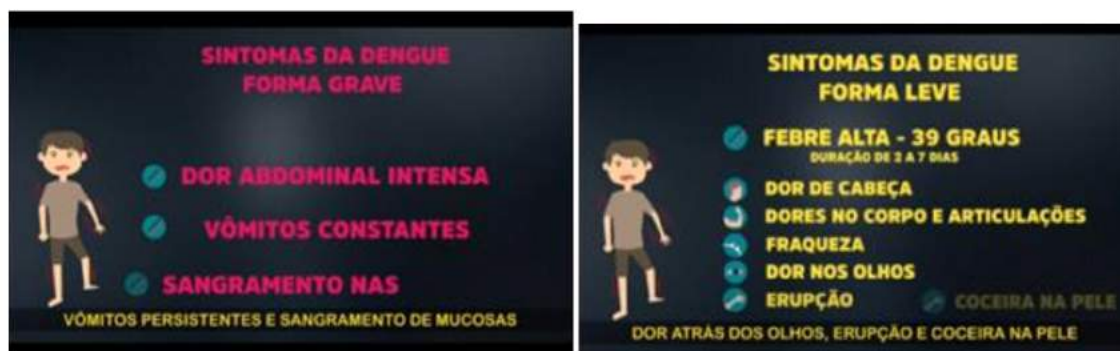 SINTOMAS DA DENGUE
FORMA GRAVE
DOR ABDOMINAL INTENSA
VÔMITOS CONSTANTES
SANGRAMENTO NAS
VÔMITOS PERSISTENTES E SANGRAMENTO DE MUCOSAS
SINTOMAS DA DENGUE
FORMA LEVE
FEBRE ALTA - 39 GRAUS
DURAÇÃO DE 2 A 7 DIAS
DOR DE CABEÇA
DORES NO CORPO E ARTICULAÇÕES
FRAQUEZA
DOR NOS OLHOS
ERUPÇÃO COCEIRA NA PELE
DOR ATRÁS DOS OLHOS, ERUPÇÃO E COCEIRA NA PELE